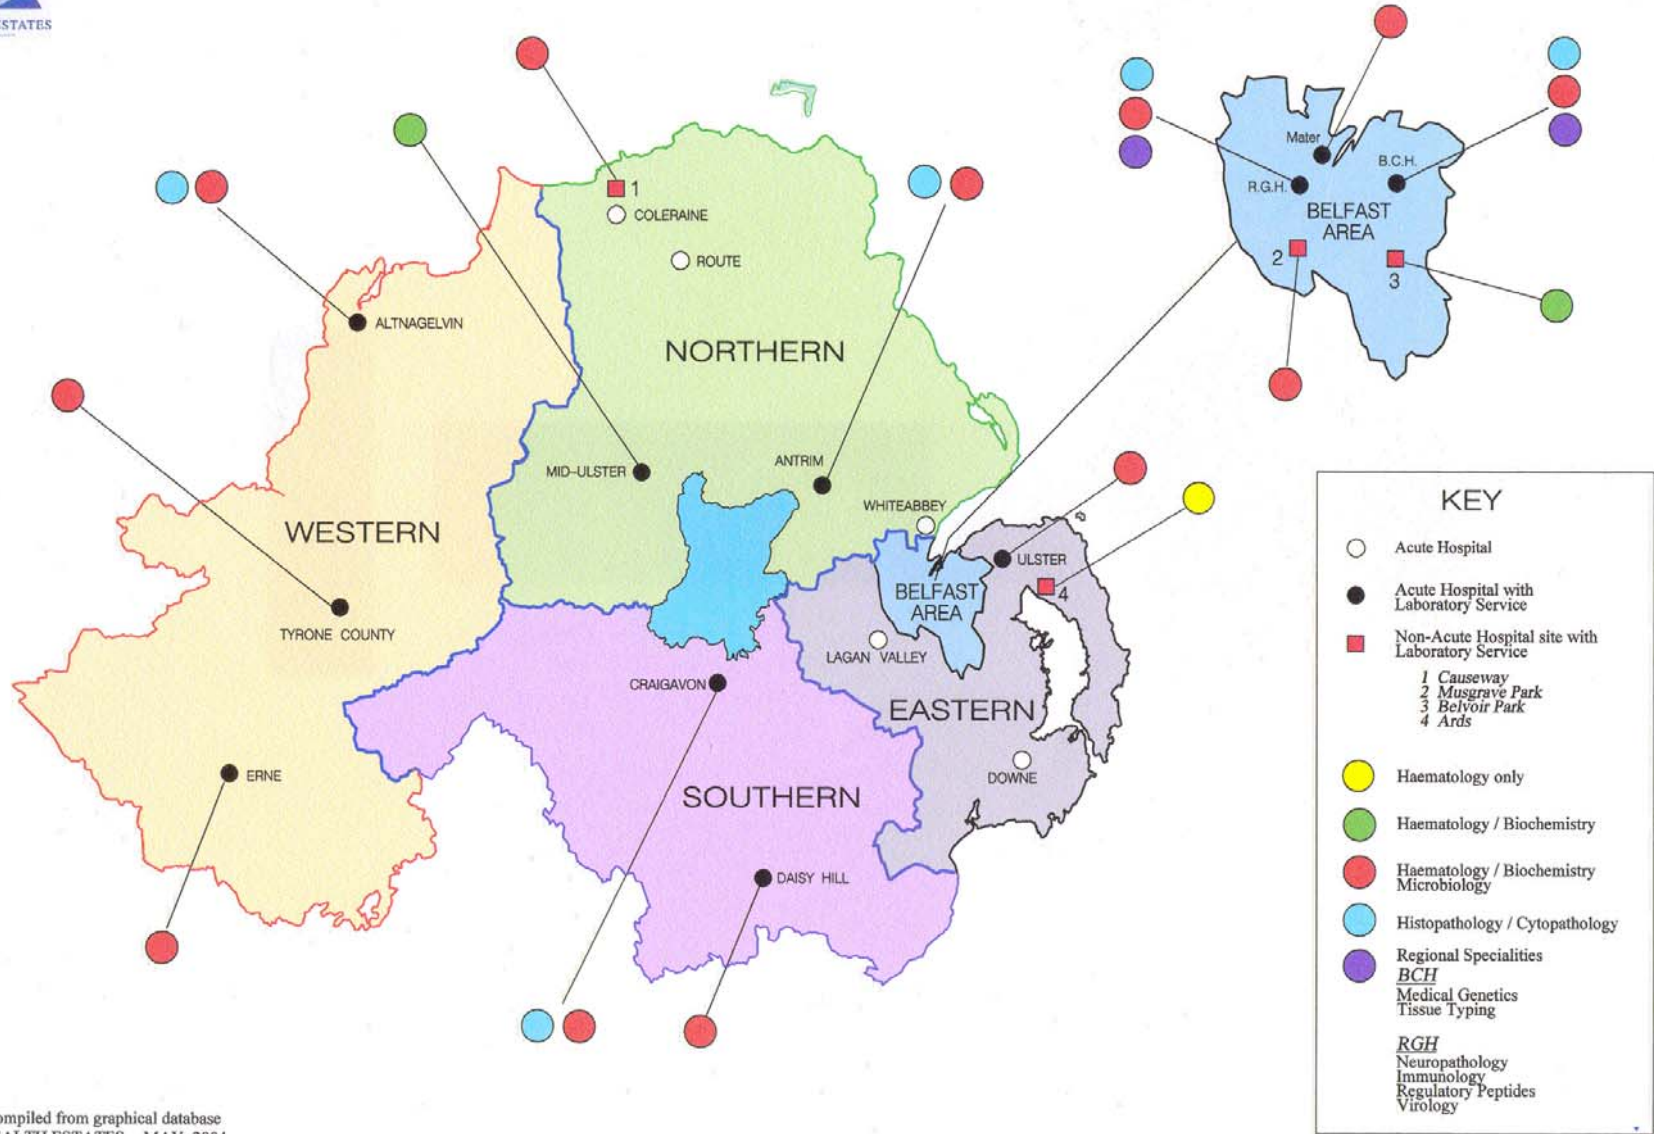 ESTATES
Mater
B.C.H.
R.G.H.
BELFAST
AREA
2
3
1
COLERAINE
ROUTE
ALTNAGELVIN
NORTHERN
MID-ULSTER
ANTRIM
WHITEABBEY
WESTERN
ULSTER
4
BELFAST
AREA
TYRONE COUNTY
LAGAN VALLEY
CRAIGAVON
EASTERN
ERNE
DOWNE
SOUTHERN
DAISY HILL
KEY
Acute Hospital
Acute Hospital with
Laboratory Service
Non-Acute Hospital site with
Laboratory Service
1 Causeway
2 Musgrave Park
3 Belvoir Park
4 Ards
Haematology only
Haematology / Biochemistry
Haematology / Biochemistry
Microbiology
Histopathology / Cytopathology
Regional Specialities
BCH
Medical Genetics
Tissue Typing
RGH
Neuropathology
Immunology
Regulatory Peptides
Virology
ompiled from graphical database